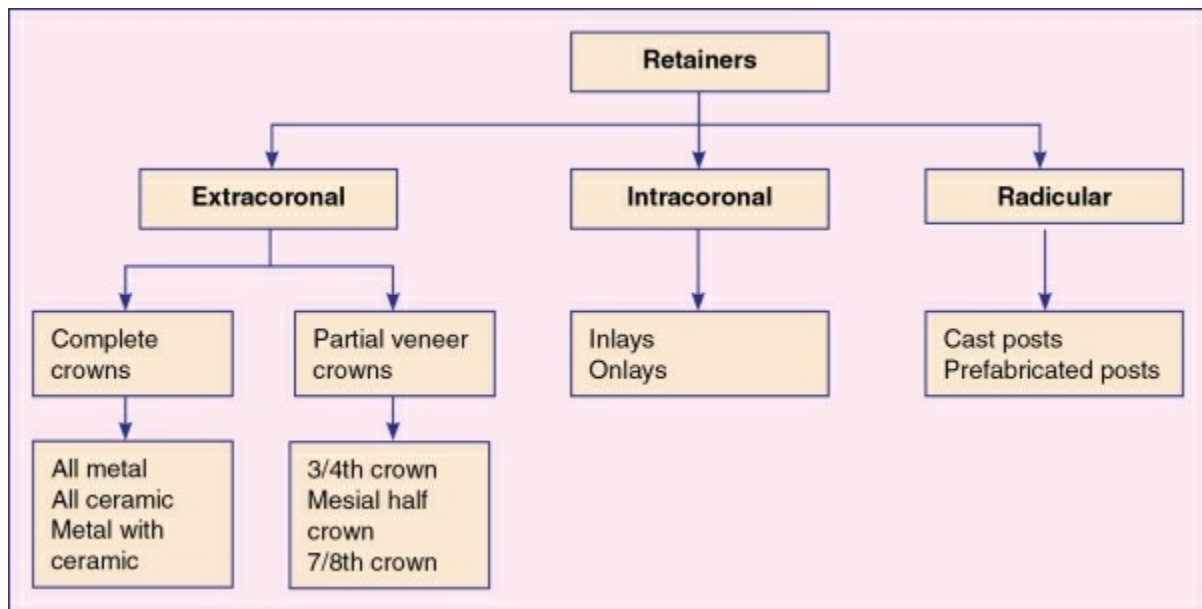 Retainers
Extracoronal
Intracoronal
Radicular
Complete
crowns
Partial veneer
crowns
Inlays
Onlays
Cast posts
Prefabricated posts
All metal
All ceramic
Metal with
ceramic
3/4th crown
Mesial half
crown
7/8th crown